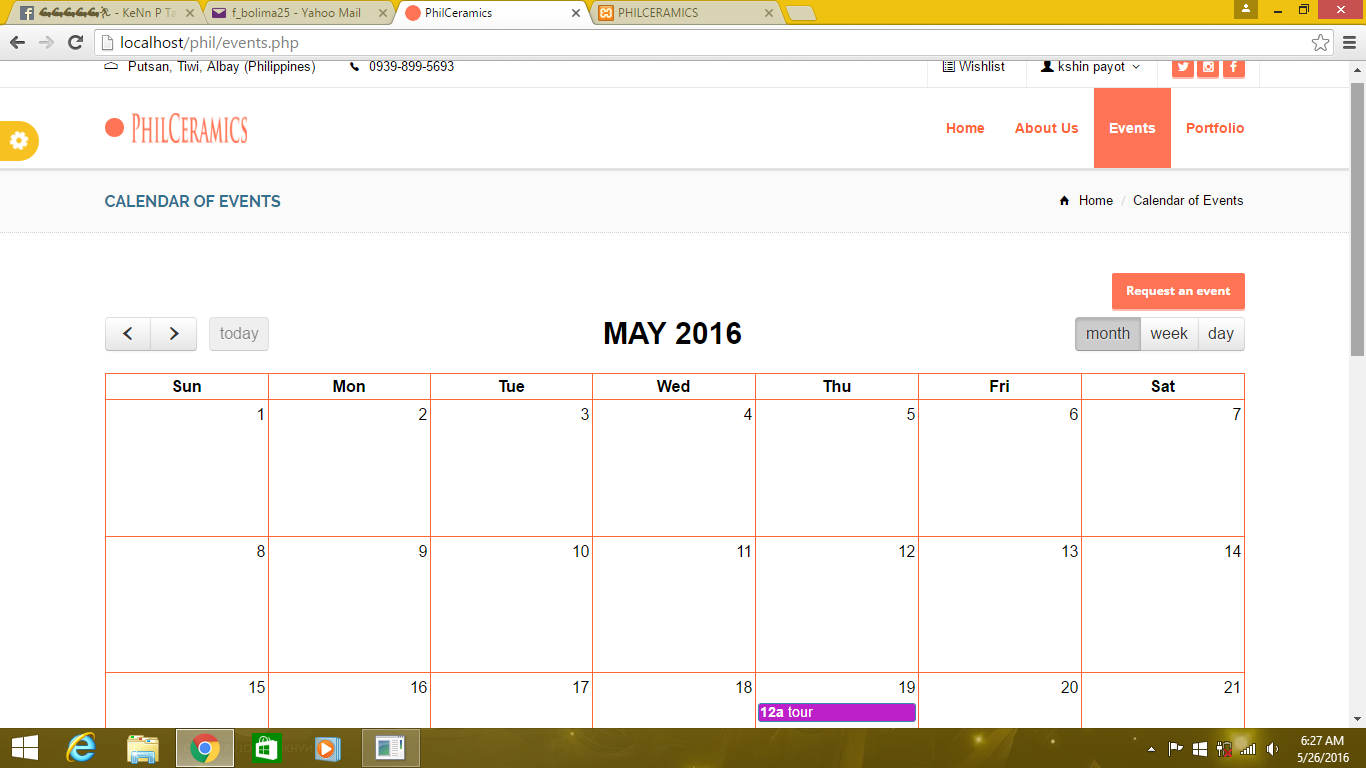 - KeNn P Ta
f_bolima25 - Yahoo Mail
PhilCeramics
PHILCERAMICS
localhost/phil/events.php
Putsan, Tiwi, Albay (Philippines)
0939-899-5693
Wishlist
kshin payot
PHILCERAMICS
Home
About Us
Events
Portfolio
CALENDAR OF EVENTS
Home / Calendar of Events
Request an event
today
MAY 2016
month week day
Sun Mon Tue Wed Thu Fri Sat
1 2 3 4 5 6 7
8 9 10 11 12 13 14
15 16 17 18 19 20 21
12a tour
6:27 AM
5/26/2016